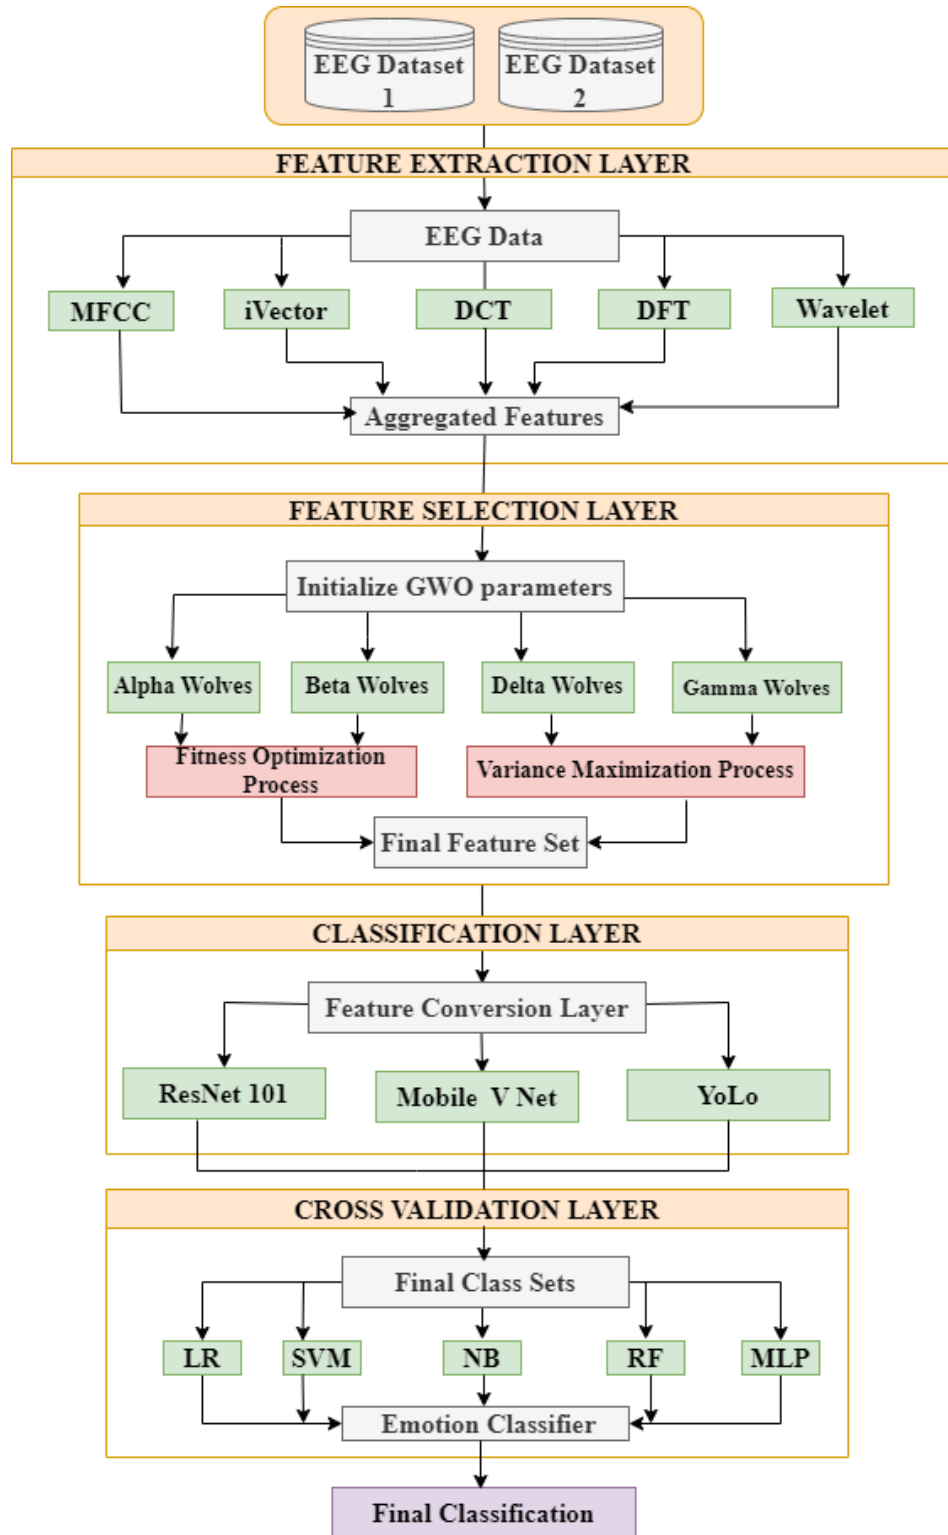 EEG Dataset
1
EEG Dataset
2
FEATURE EXTRACTION LAYER
EEG Data
MFCC
iVector
DCT
DFT
Wavelet
Aggregated Features
FEATURE SELECTION LAYER
Initialize GWO parameters
Alpha Wolves
Beta Wolves
Delta Wolves
Gamma Wolves
Fitness Optimization
Process
Variance Maximization Process
Final Feature Set
CLASSIFICATION LAYER
Feature Conversion Layer
ResNet 101
Mobile V Net
YoLo
CROSS VALIDATION LAYER
Final Class Sets
LR
SVM
NB
RF
MLP
Emotion Classifier
Final Classification